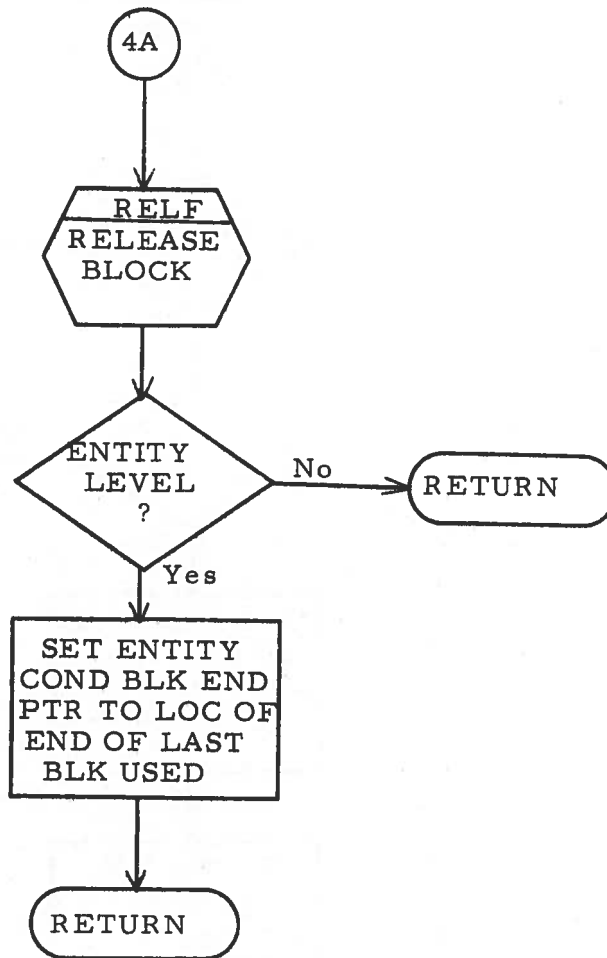 4A
RELF
RELEASE
BLOCK
ENTITY
LEVEL
?
No
RETURN
Yes
SET ENTITY
COND BLK END
PTR TO LOC OF
END OF LAST
BLK USED
RETURN